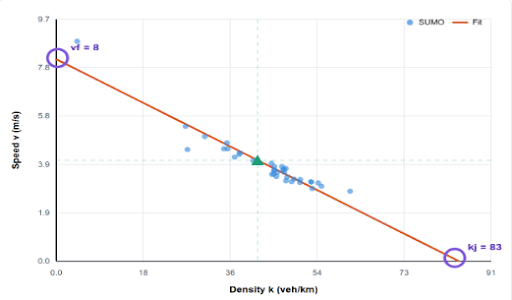 9.7
SUMO Fit
vf = 8
7.8
5.8
3.9
1.9
0.0
kj = 83
0.0 18 36 54 73 91
Speed v (m/s)
Density k (veh/km)